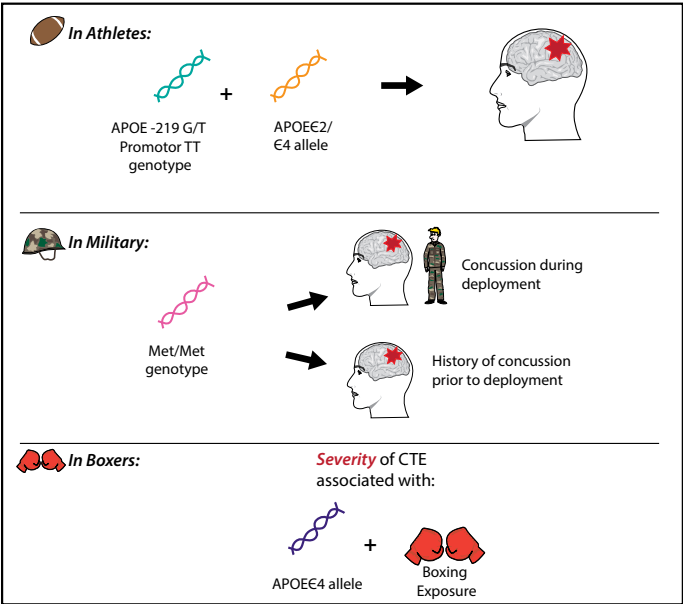 In Athletes:
+
APOE -219 G/T
Promotor TT
genotype
APOEЄ2/
Є4 allele
In Military:
Met/Met
genotype
Concussion during
deployment
History of concussion
prior to deployment
In Boxers:
Severity of CTE
associated with:
+
APOEЄ4 allele
Boxing
Exposure